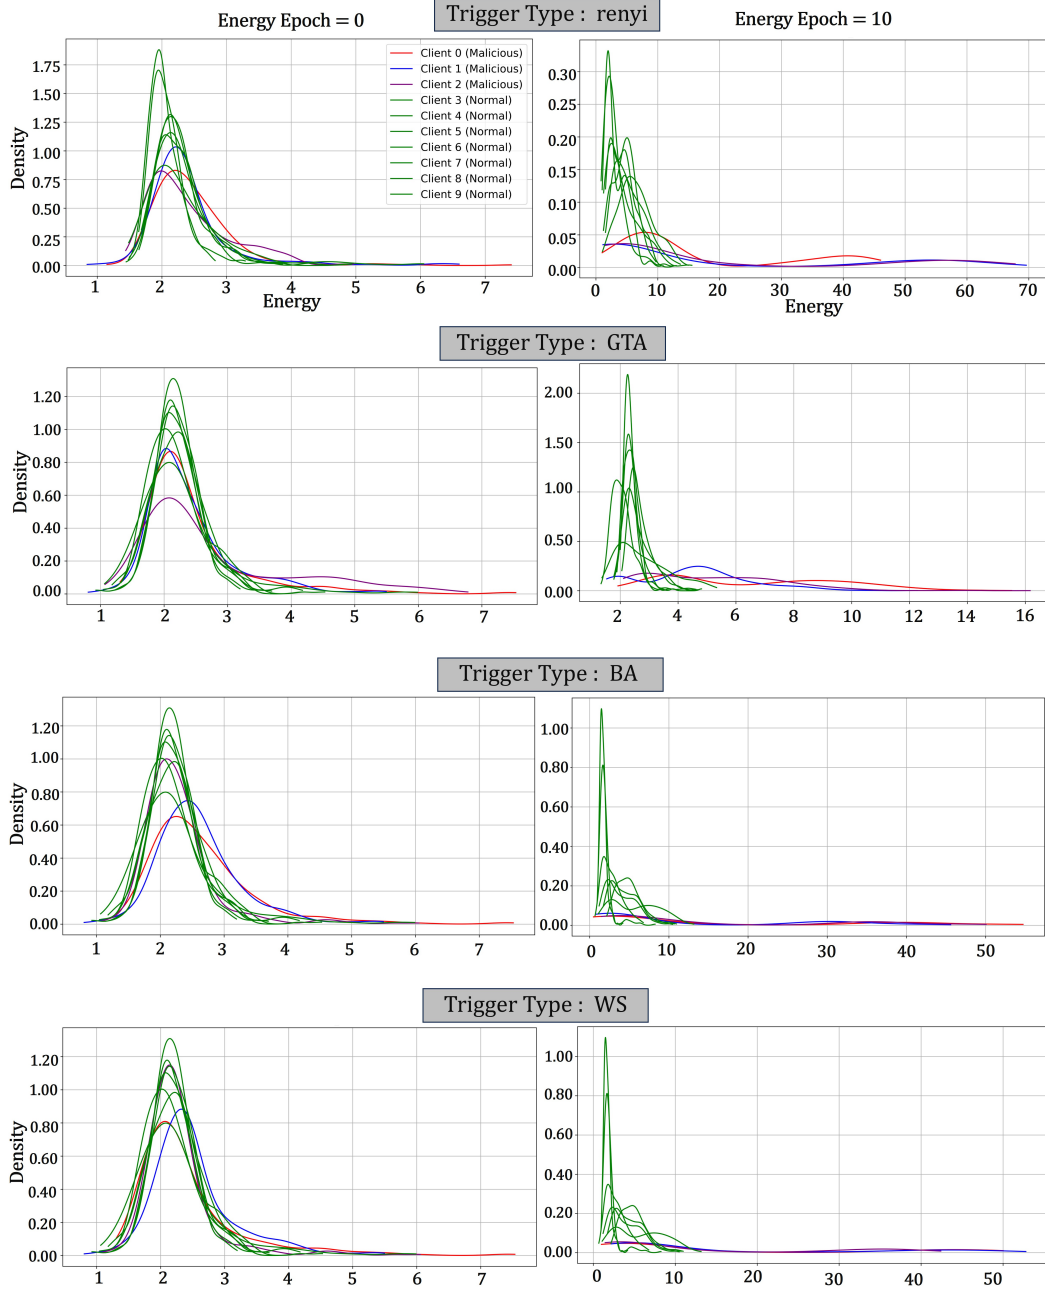 Energy Epoch = 0
Trigger Type : renyi
Energy Epoch = 10
Density
1.75
1.50
1.25
1.00
0.75
0.50
0.25
0.00
1 2 3 4 5 6 7
Energy
Client 0 (Malicious)
Client 1 (Malicious)
Client 2 (Malicious)
Client 3 (Normal)
Client 4 (Normal)
Client 5 (Normal)
Client 6 (Normal)
Client 7 (Normal)
Client 8 (Normal)
Client 9 (Normal)
0.30
0.25
0.20
0.15
0.10
0.05
0.00
0 10 20 30 40 50 60 70
Energy
Trigger Type : GTA
Density
1.20
1.00
0.80
0.60
0.40
0.20
0.00
1 2 3 4 5 6 7
2.00
1.50
1.00
0.50
0.00
2 4 6 8 10 12 14 16
Trigger Type : BA
Density
1.20
1.00
0.80
0.60
0.40
0.20
0.00
1 2 3 4 5 6 7
1.00
0.80
0.60
0.40
0.20
0.00
0 10 20 30 40 50
Trigger Type : WS
Density
1.20
1.00
0.80
0.60
0.40
0.20
0.00
1 2 3 4 5 6 7
1.00
0.80
0.60
0.40
0.20
0.00
0 10 20 30 40 50